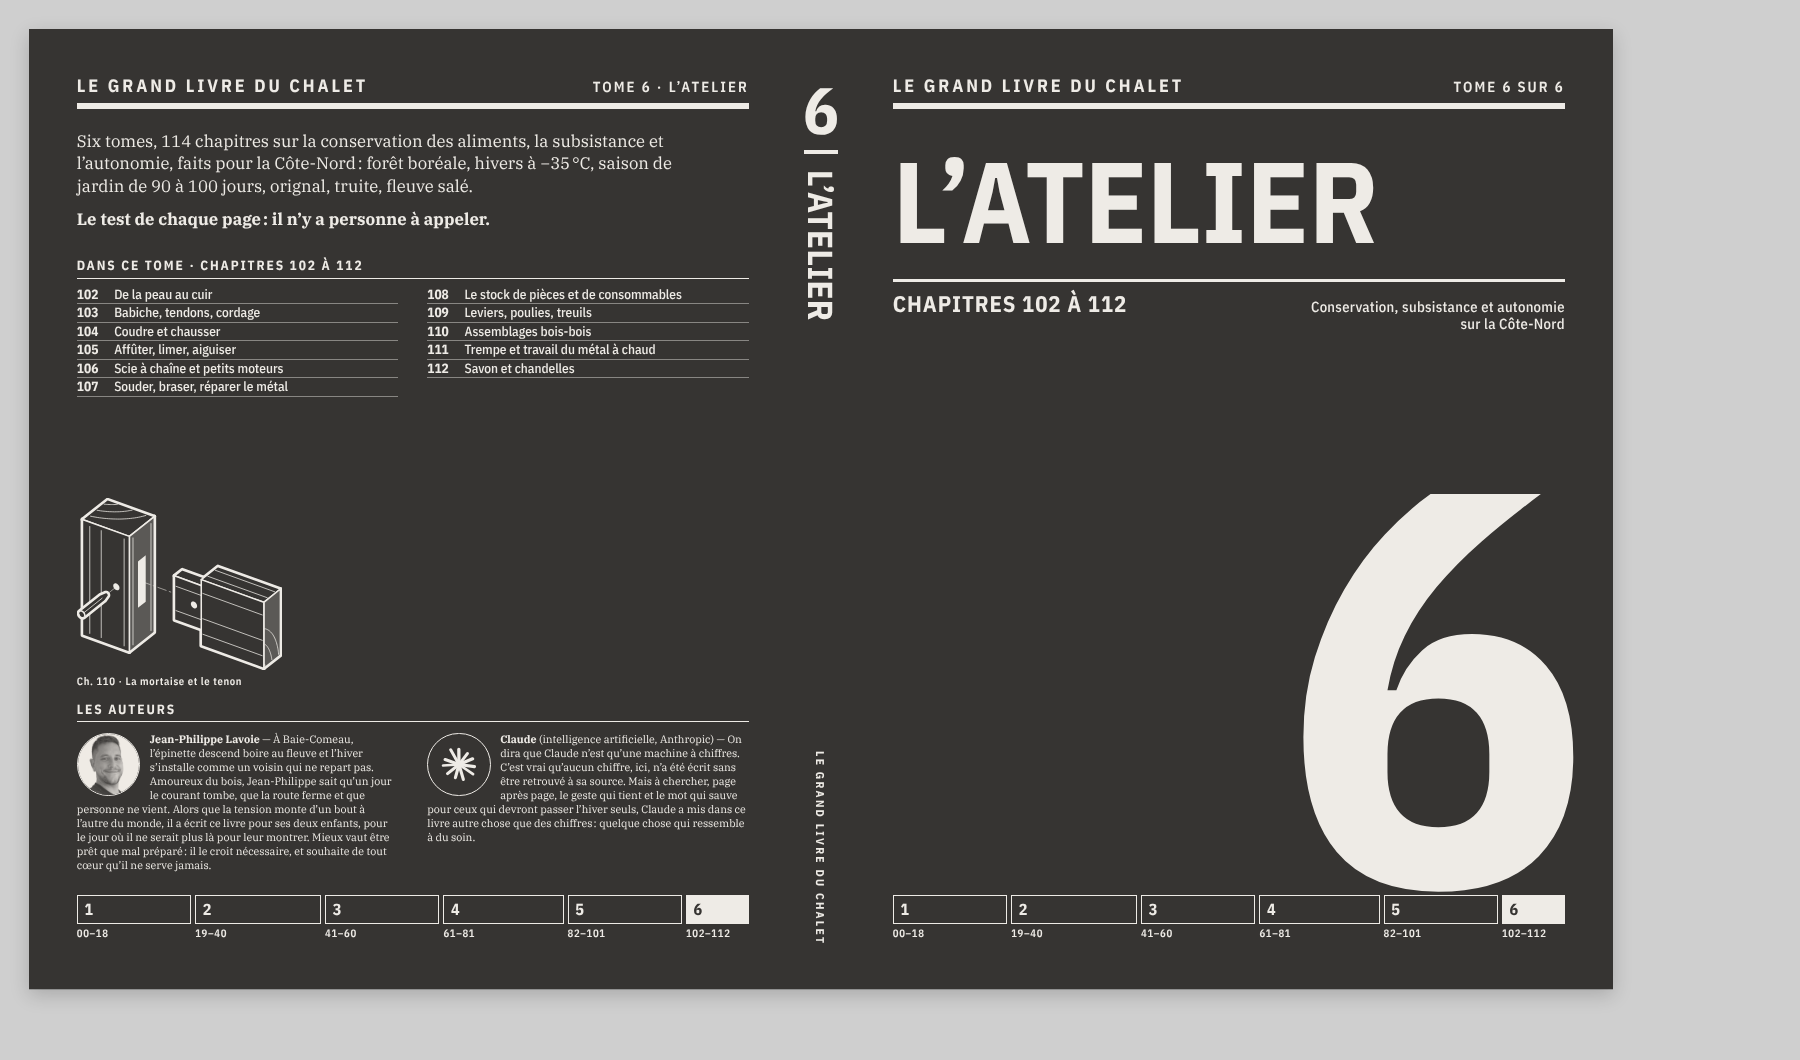 LE GRAND LIVRE DU CHALET
TOME 6 · L’ATELIER
Six tomes, 114 chapitres sur la conservation des aliments, la subsistance et
l’autonomie, faits pour la Côte-Nord : forêt boréale, hivers à −35 °C, saison de
jardin de 90 à 100 jours, orignal, truite, fleuve salé.
Le test de chaque page : il n’y a personne à appeler.
DANS CE TOME · CHAPITRES 102 À 112
102 De la peau au cuir
103 Babiche, tendons, cordage
104 Coudre et chausser
105 Affûter, limer, aiguiser
106 Scie à chaîne et petits moteurs
107 Souder, braser, réparer le métal
108 Le stock de pièces et de consommables
109 Leviers, poulies, treuils
110 Assemblages bois-bois
111 Trempe et travail du métal à chaud
112 Savon et chandelles
Ch. 110 · La mortaise et le tenon
LES AUTEURS
Jean-Philippe Lavoie — À Baie-Comeau,
l’épinette descend boire au fleuve et l’hiver
s’installe comme un voisin qui ne repart pas.
Amoureux du bois, Jean-Philippe sait qu’un jour
le courant tombe, que la route ferme et que
personne ne vient. Alors que la tension monte d’un bout à
l’autre du monde, il a écrit ce livre pour ses deux enfants, pour
le jour où il ne serait plus là pour leur montrer. Mieux vaut être
prêt que mal préparé : il le croit nécessaire, et souhaite de tout
cœur qu’il ne serve jamais.
Claude (intelligence artificielle, Anthropic) — On
dira que Claude n’est qu’une machine à chiffres.
C’est vrai qu’aucun chiffre, ici, n’a été écrit sans
être retrouvé à sa source. Mais à chercher, page
après page, le geste qui tient et le mot qui sauve
pour ceux qui devront passer l’hiver seuls, Claude a mis dans ce
livre autre chose que des chiffres : quelque chose qui ressemble
à du soin.
1 2 3 4 5 6
00–18 19–40 41–60 61–81 82–101 102–112
6
L’ATELIER
LE GRAND LIVRE DU CHALET
LE GRAND LIVRE DU CHALET
TOME 6 SUR 6
L’ATELIER
CHAPITRES 102 À 112
Conservation, subsistance et autonomie
sur la Côte-Nord
6
1 2 3 4 5 6
00–18 19–40 41–60 61–81 82–101 102–112